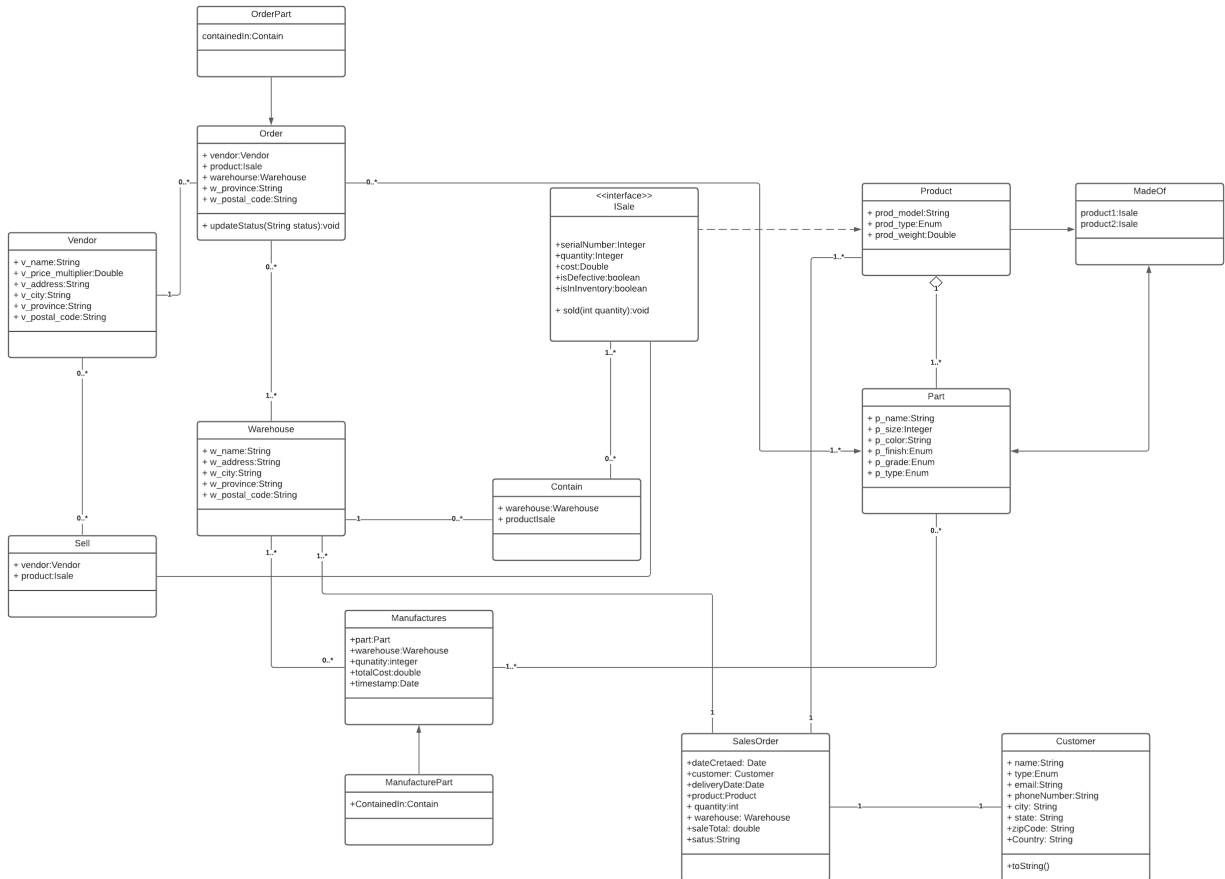 OrderPart
containedIn:Contain
Order
+ vendor:Vendor
+ product:Isale
+ warehourse:Warehouse
+ w_province:String
+ w_postal_code:String
+ updateStatus(String status):void
0..*
0..*
0..*
<<interface>>
ISale
+serialNumber:Integer
+quantity:Integer
+cost:Double
+isDefective:boolean
+isInInventory:boolean
+ sold(int quantity):void
Product
+ prod_model:String
+ prod_type:Enum
+ prod_weight:Double
MadeOf
product1:Isale
product2:Isale
Vendor
+ v_name:String
+ v_price_multiplier:Double
+ v_address:String
+ v_city:String
+ v_province:String
+ v_postal_code:String
1
1..*
1
1..*
0..*
1..*
1..*
Part
+ p_name:String
+ p_size:Integer
+ p_color:String
+ p_finish:Enum
+ p_grade:Enum
+ p_type:Enum
1..*
Warehouse
+ w_name:String
+ w_address:String
+ w_city:String
+ w_province:String
+ w_postal_code:String
0..*
Contain
+ warehouse:Warehouse
+ productIsale
1
0..*
0..*
Sell
+ vendor:Vendor
+ product:Isale
1..*
1..*
0..*
Manufactures
+part:Part
+warehouse:Warehouse
+qunatity:integer
+totalCost:double
+timestamp:Date
0..*
1..*
1
1
SalesOrder
+dateCretaed: Date
+customer: Customer
+deliveryDate:Date
+product:Product
+ quantity:int
+ warehouse: Warehouse
+saleTotal: double
+satus:String
Customer
+ name:String
+ type:Enum
+ email:String
+ phoneNumber:String
+ city: String
+ state: String
+zipCode: String
+Country: String
+toString()
1
1
ManufacturePart
+ContainedIn:Contain